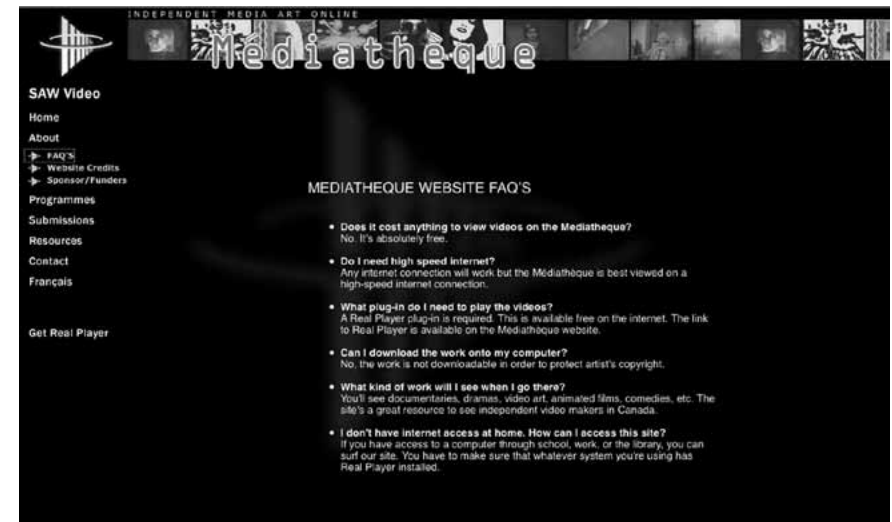 INDEPENDENT MEDIA ART ONLINE
Médiathèque
SAW Video
Home
About
FAQ'S
Website Credits
Sponsor/Funders
Programmes
Submissions
Resources
Contact
Français
Get Real Player
MEDIATHEQUE WEBSITE FAQ'S
• Does it cost anything to view videos on the Mediatheque?
No. It's absolutely free.
• Do I need high speed internet?
Any internet connection will work but the Médiathèque is best viewed on a
high-speed internet connection.
• What plug-in do I need to play the videos?
A Real Player plug-in is required. This is available free on the internet. The link
to Real Player is available on the Médiathèque website.
• Can I download the work onto my computer?
No, the work is not downloadable in order to protect artist's copyright.
• What kind of work will I see when I go there?
You'll see documentaries, dramas, video art, animated films, comedies, etc. The
site's a great resource to see independent video makers in Canada.
• I don't have internet access at home. How can I access this site?
If you have access to a computer through school, work, or the library, you can
surf our site. You have to make sure that whatever system you're using has
Real Player installed.